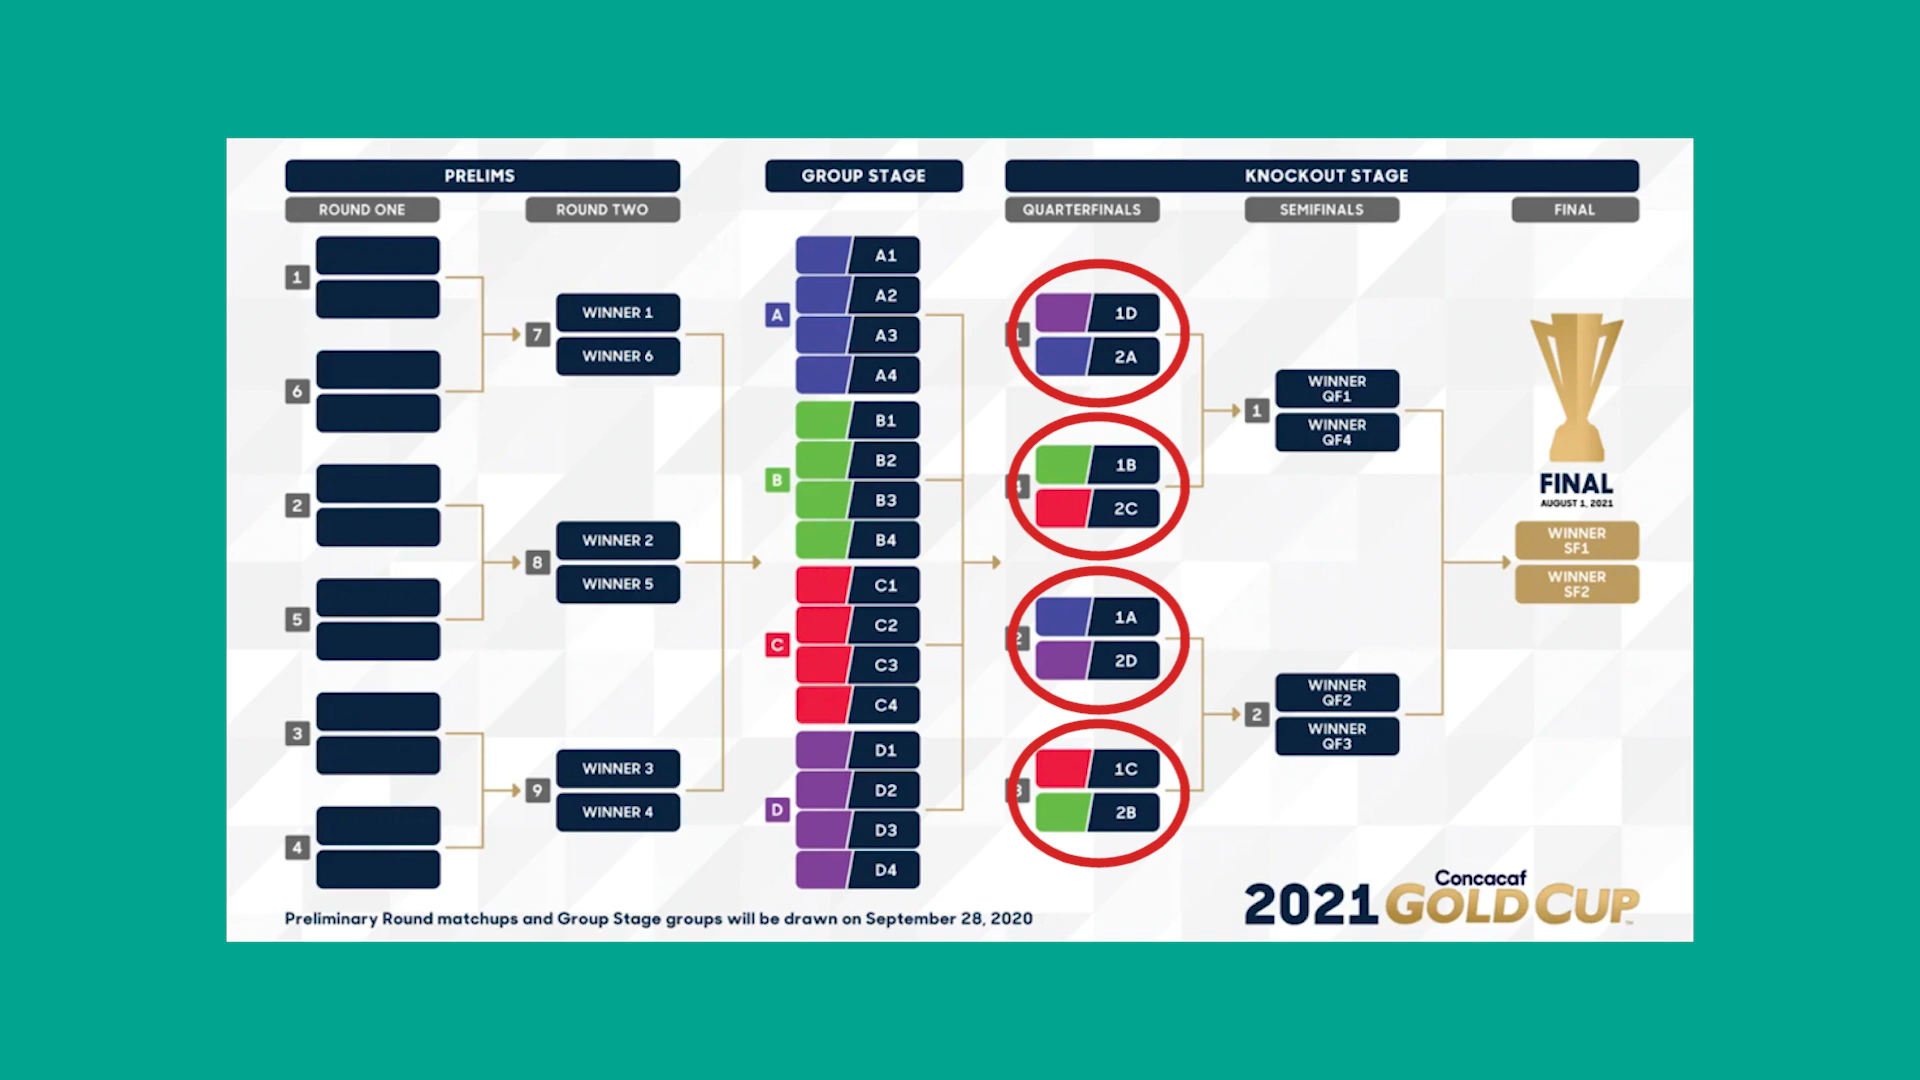 PRELIMS
ROUND ONE
ROUND TWO
1
6
2
5
3
4
7
WINNER 1
WINNER 6
8
WINNER 2
WINNER 5
9
WINNER 3
WINNER 4
GROUP STAGE
A
A1
A2
A3
A4
B
B1
B2
B3
B4
C
C1
C2
C3
C4
D
D1
D2
D3
D4
KNOCKOUT STAGE
QUARTERFINALS
SEMIFINALS
FINAL
1
1D
2A
4
1B
2C
2
1A
2D
3
1C
2B
1
WINNER
QF1
WINNER
QF4
2
WINNER
QF2
WINNER
QF3
FINAL
AUGUST 1, 2021
WINNER
SF1
WINNER
SF2
Preliminary Round matchups and Group Stage groups will be drawn on September 28, 2020
Concacaf
2021 GOLD CUP